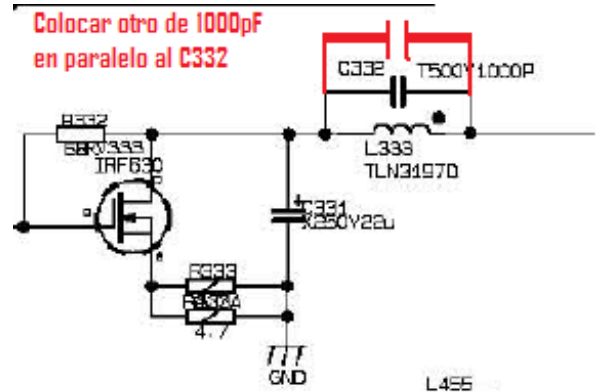 Colocar otro de 1000pF
en paralelo al C332
C332
T500V1000P
R332
IRF630
L333
TLN3197D
C331
X250V22u
R333
4.7
GND
L455